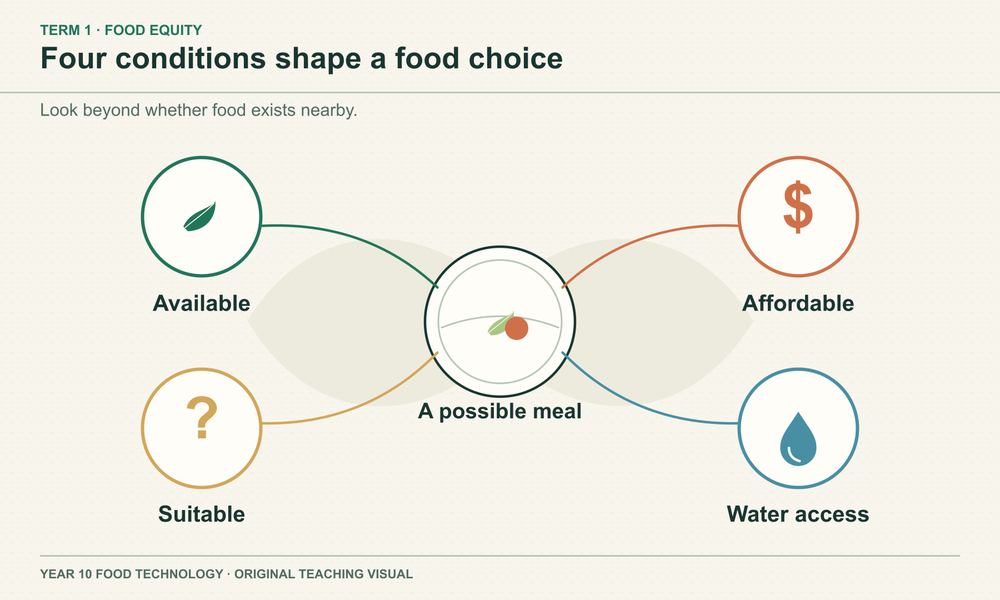 TERM 1 · FOOD EQUITY
Four conditions shape a food choice
Look beyond whether food exists nearby.
$
Available
Affordable
A possible meal
?
Suitable
Water access
YEAR 10 FOOD TECHNOLOGY · ORIGINAL TEACHING VISUAL